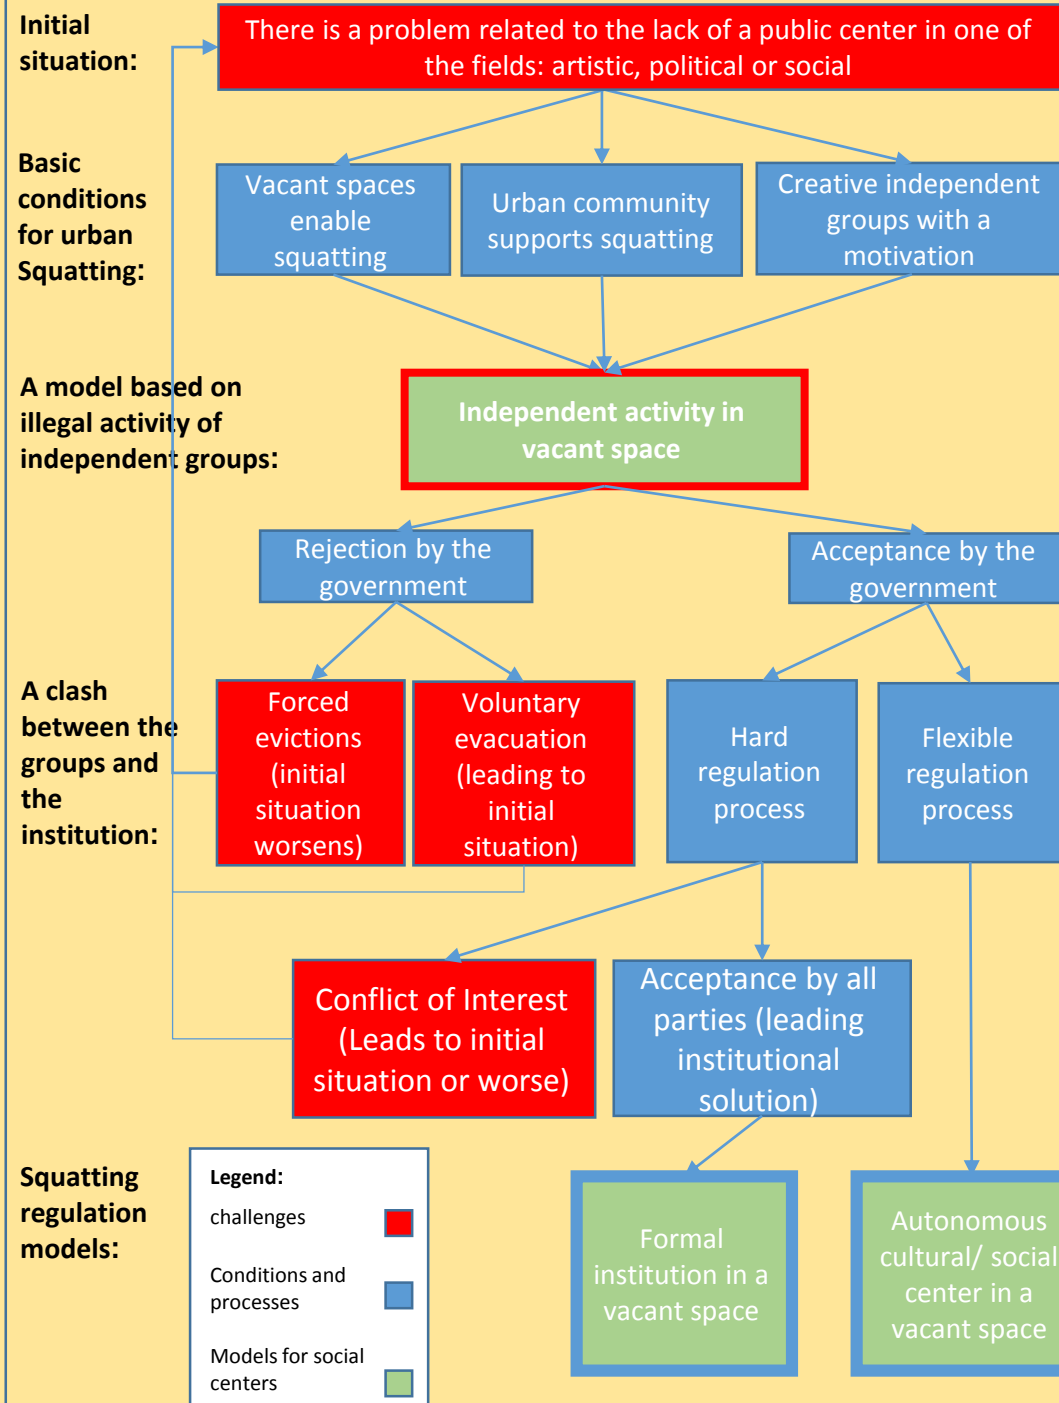 Initial
situation:
There is a problem related to the lack of a public center in one of
the fields: artistic, political or social
Basic
conditions
for urban
Squatting:
Vacant spaces
enable
squatting
Urban community
supports squatting
Creative independent
groups with a
motivation
A model based on
illegal activity of
independent groups:
Independent activity in
vacant space
Rejection by the
government
Acceptance by the
government
A clash
between the
groups and
the
institution:
Forced
evictions
(initial
situation
worsens)
Voluntary
evacuation
(leading to
initial
situation)
Hard
regulation
process
Flexible
regulation
process
Conflict of Interest
(Leads to initial
situation or worse)
Acceptance by all
parties (leading
institutional
solution)
Squatting
regulation
models:
Legend:
challenges
Conditions and
processes
Models for social
centers
Formal
institution in a
vacant space
Autonomous
cultural/ social
center in a
vacant space